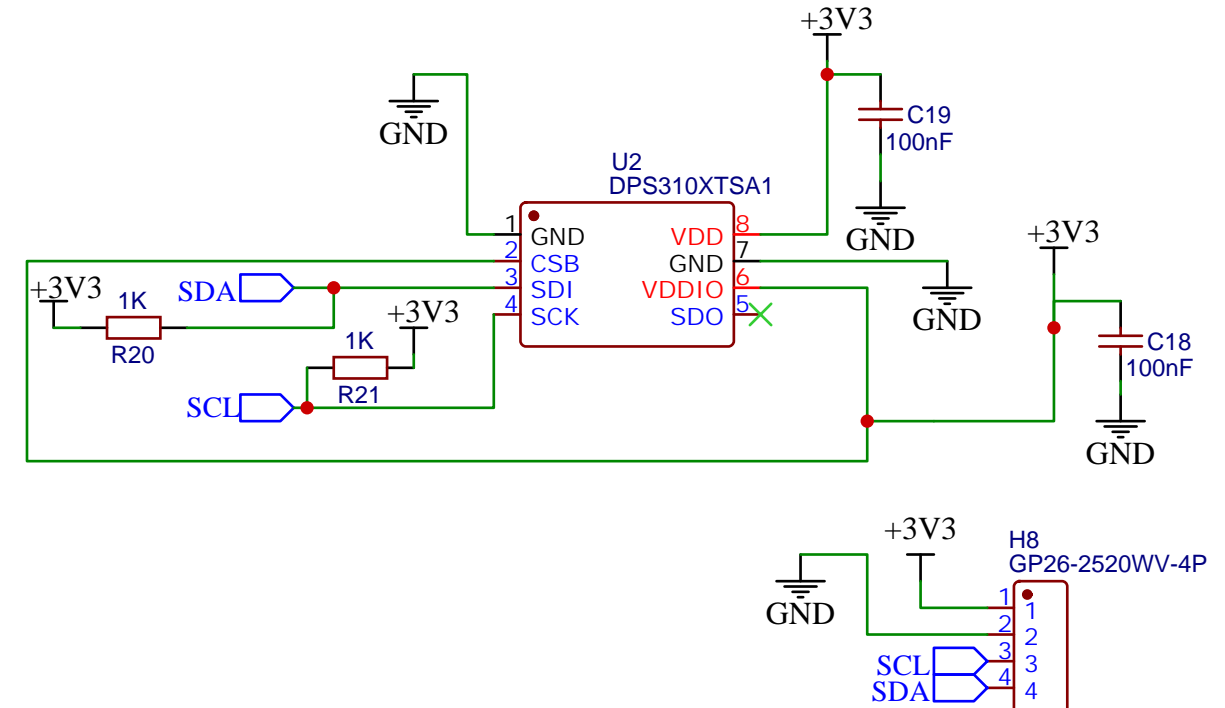 +3V3
GND
C19
100nF
U2
DPS310XTSA1
1
GND
2
CSB
3
SDI
4
SCK
VDD
8
GND
7
VDDIO
6
SDO
5
GND
GND
+3V3
C18
100nF
GND
+3V3
1K
R20
SDA
+3V3
1K
R21
SCL
+3V3
GND
H8
GP26-2520WV-4P
1
1
2
2
SCL
3
3
SDA
4
4